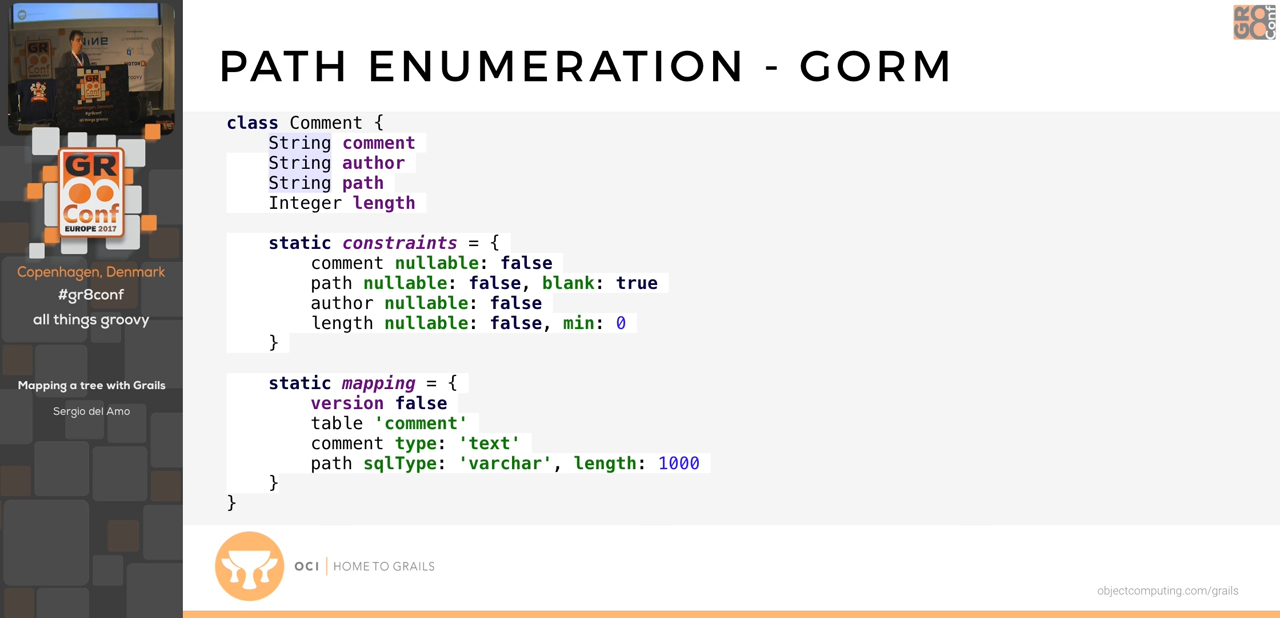 PATH ENUMERATION - GORM
class Comment {
    String comment
    String author
    String path
    Integer length

    static constraints = {
        comment nullable: false
        path nullable: false, blank: true
        author nullable: false
        length nullable: false, min: 0
    }

    static mapping = {
        version false
        table 'comment'
        comment type: 'text'
        path sqlType: 'varchar', length: 1000
    }
}
OCI | HOME TO GRAILS
objectcomputing.com/grails
GR
Conf
EUROPE 2017
Copenhagen, Denmark
#gr8conf
all things groovy
Mapping a tree with Grails
Sergio del Amo
GR
Conf